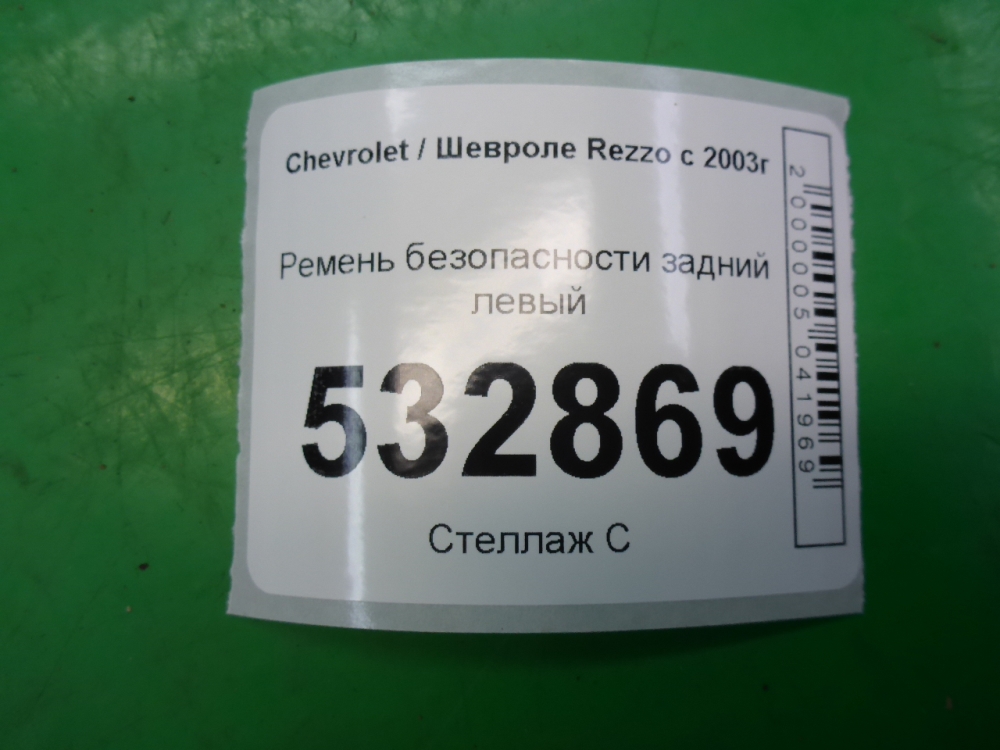 Chevrolet / Шевроле Rezzo с 2003г
Ремень безопасности задний
левый
532869
Стеллаж С
2000005041969